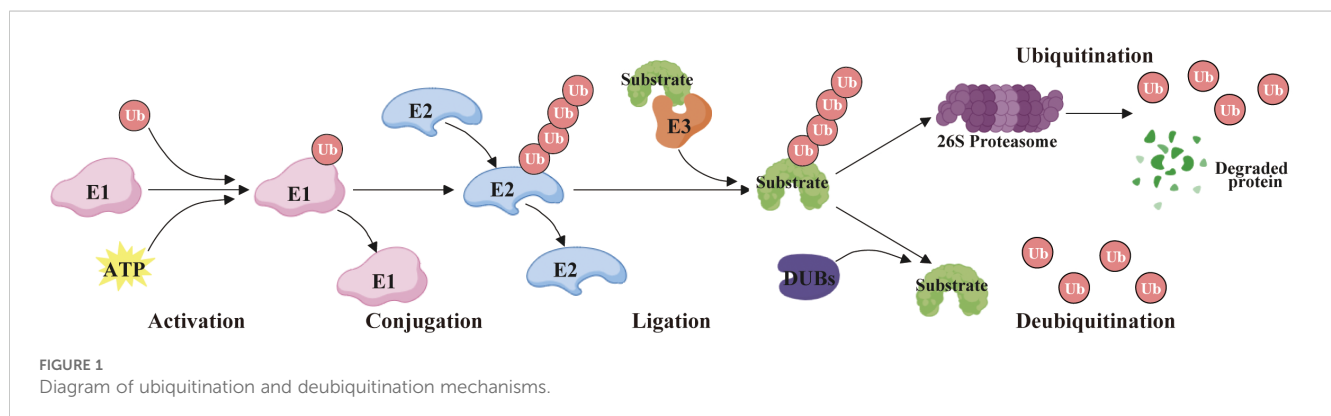 Ubiquitination
Substrate
Ub
Ub
Ub
Ub
Ub
Ub
Ub
Ub
Ub
Ub
Ub
Ub
Ub
Ub
E2
E3
26S Proteasome
Degraded
protein
E1
E1
E2
Substrate
ATP
E1
E2
DUBs
Substrate
Ub
Ub
Ub
Ub
Activation
Conjugation
Ligation
Deubiquitination
FIGURE 1
Diagram of ubiquitination and deubiquitination mechanisms.